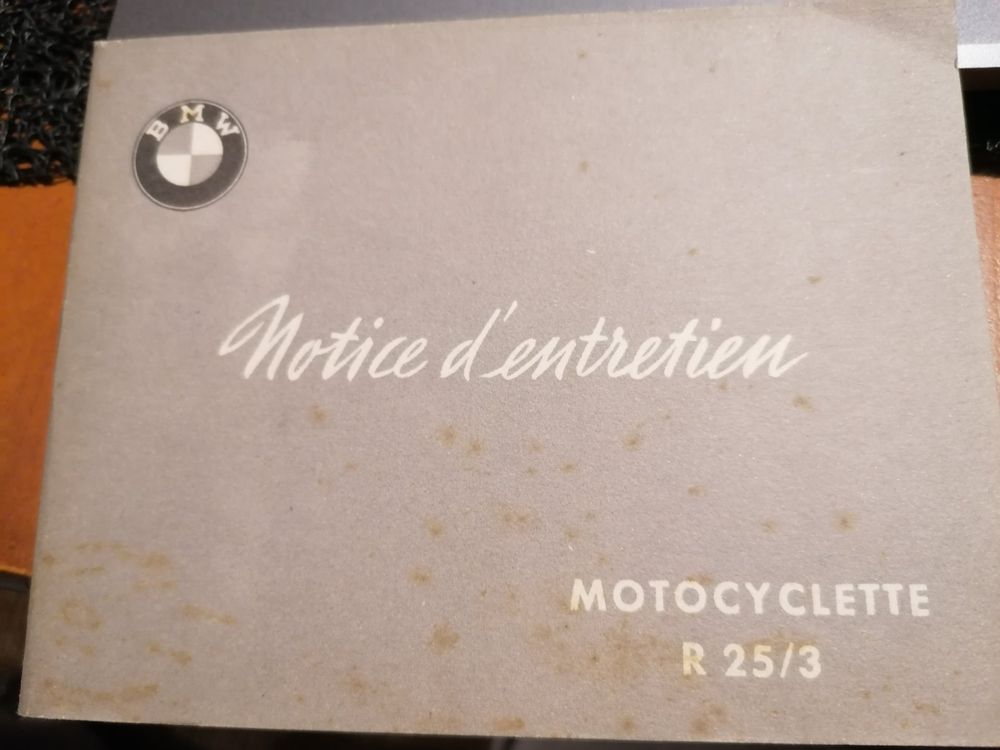 BMW
Notice d'entretien
MOTOCYCLETTE
R 25/3